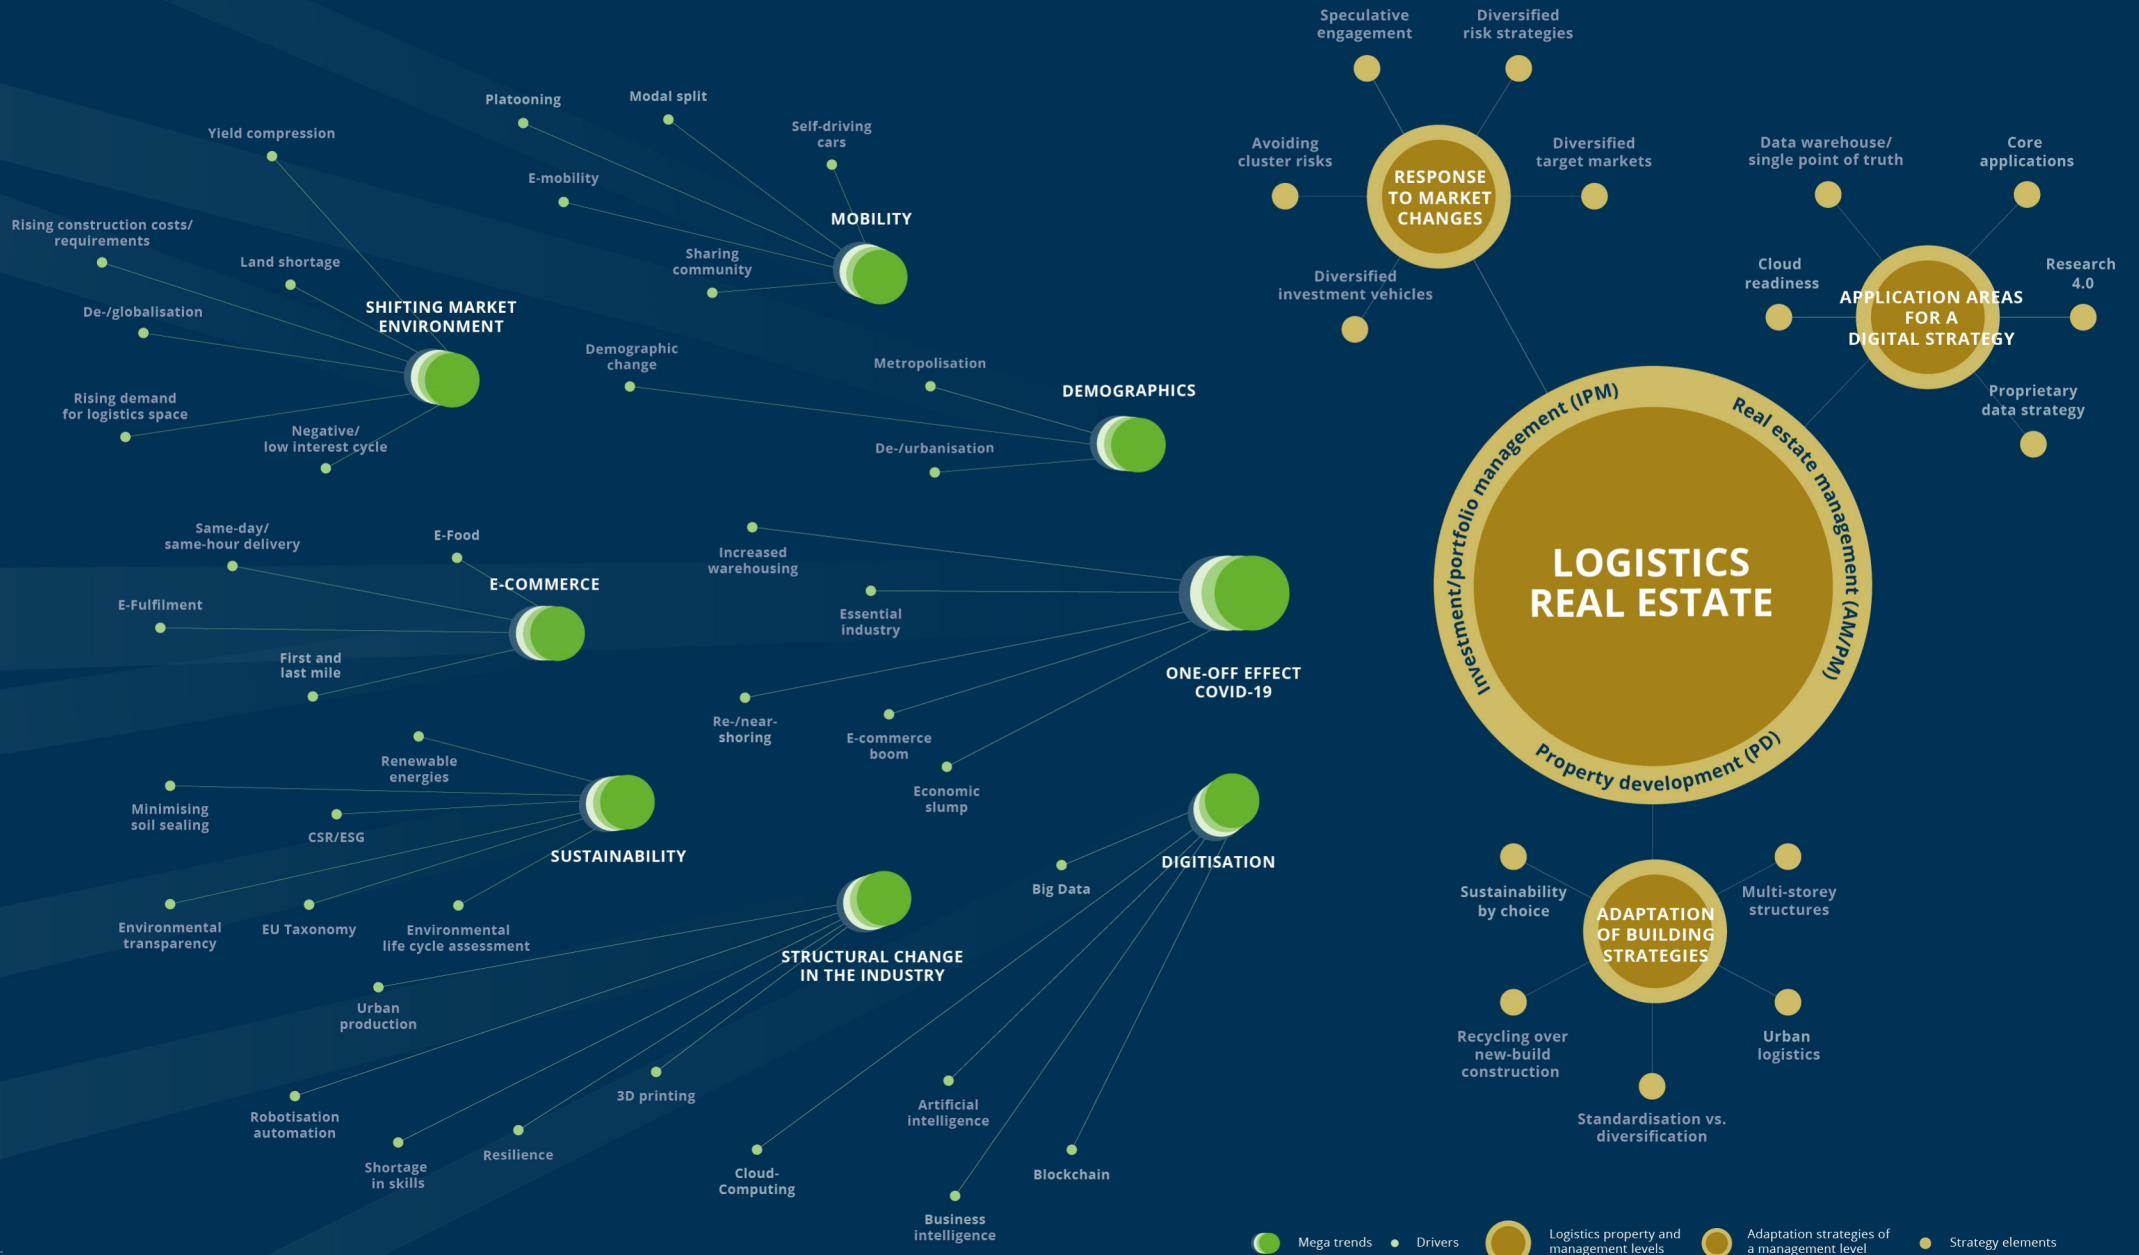 Speculative
engagement
Diversified
risk strategies
Platooning
Modal split
Yield compression
Self-driving
cars
Avoiding
cluster risks
Diversified
target markets
Data warehouse/
single point of truth
Core
applications
E-mobility
RESPONSE
TO MARKET
CHANGES
MOBILITY
Rising construction costs/
requirements
Land shortage
Sharing
community
Diversified
investment vehicles
Cloud
readiness
Research
4.0
APPLICATION AREAS
FOR A
DIGITAL STRATEGY
De-/globalisation
SHIFTING MARKET
ENVIRONMENT
Demographic
change
Metropolisation
DEMOGRAPHICS
Proprietary
data strategy
Rising demand
for logistics space
Negative/
low interest cycle
De-/urbanisation
Investment/portfolio management (IPM)
Real estate management (AM/PM)
Same-day/
same-hour delivery
E-Food
Increased
warehousing
E-COMMERCE
E-Fulfilment
Essential
industry
LOGISTICS
REAL ESTATE
First and
last mile
ONE-OFF EFFECT
COVID-19
Re-/near-
shoring
E-commerce
boom
Property development (PD)
Renewable
energies
Economic
slump
Minimising
soil sealing
CSR/ESG
SUSTAINABILITY
DIGITISATION
Big Data
Sustainability
by choice
Multi-storey
structures
ADAPTATION
OF BUILDING
STRATEGIES
Environmental
transparency
EU Taxonomy
Environmental
life cycle assessment
STRUCTURAL CHANGE
IN THE INDUSTRY
Urban
production
Recycling over
new-build
construction
Urban
logistics
3D printing
Artificial
intelligence
Robotisation
automation
Standardisation vs.
diversification
Resilience
Shortage
in skills
Cloud-
Computing
Blockchain
Business
intelligence
Mega trends
Drivers
Logistics property and
management levels
Adaptation strategies of
a management level
Strategy elements